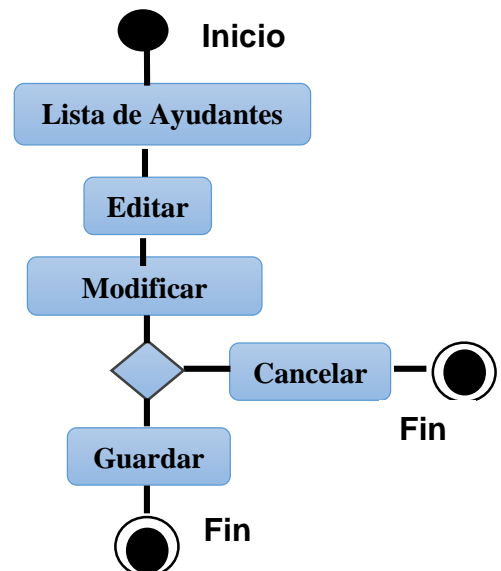 Inicio
Lista de Ayudantes
Editar
Modificar
Cancelar
Fin
Guardar
Fin